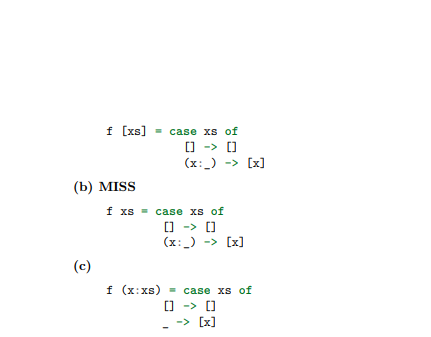 f [xs] = case xs of
[] -> []
(x:_) -> [x]
(b) MISS
f xs = case xs of
[] -> []
(x:_) -> [x]
(c)
f (x:xs) = case xs of
[] -> []
_ -> [x]